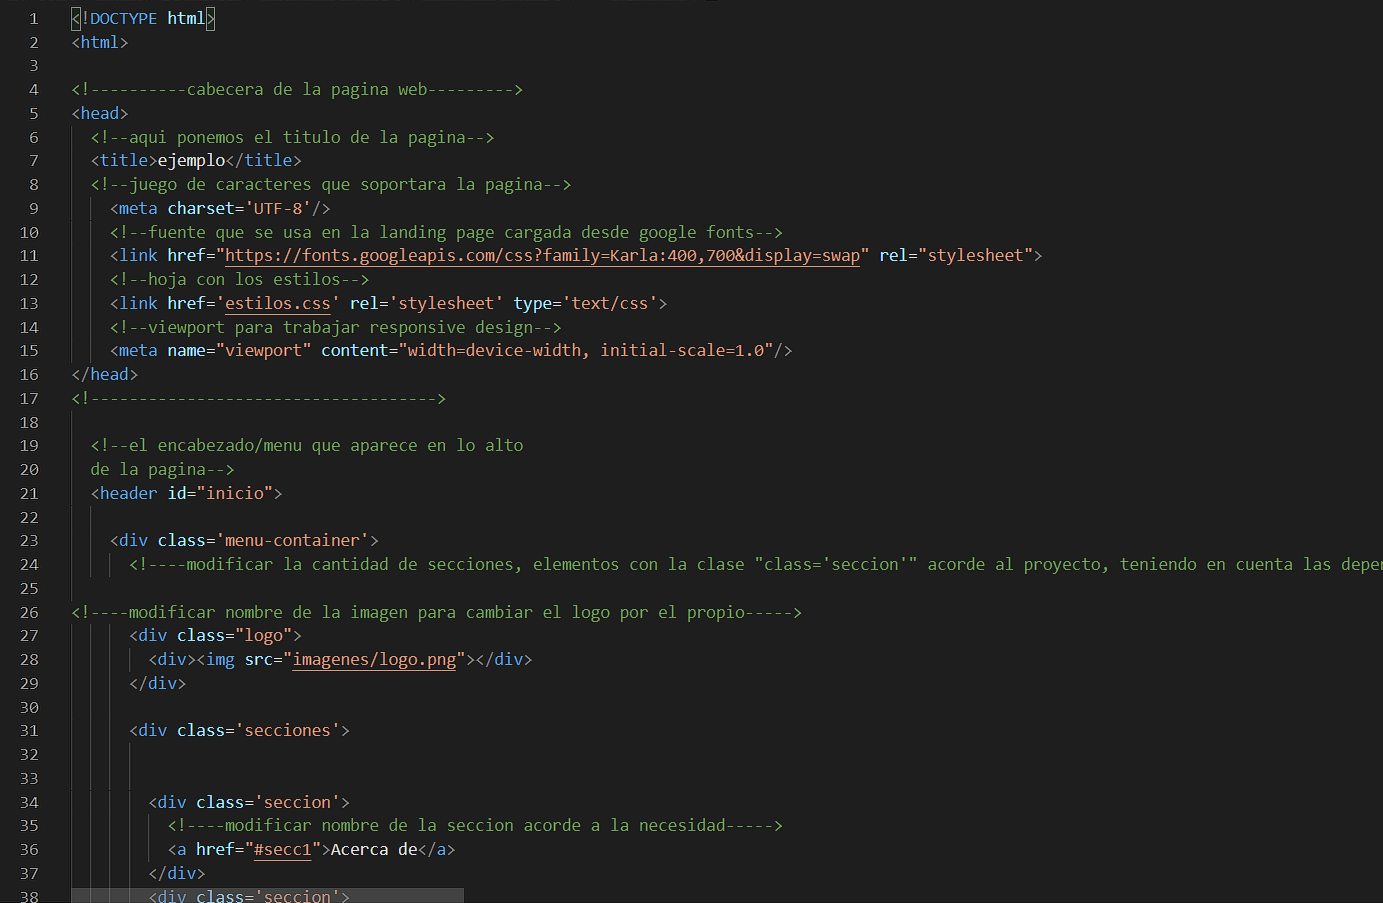 1 <!DOCTYPE html>
2 <html>
3
4 <!----------cabecera de la pagina web--------->
5 <head>
6 <!--aqui ponemos el titulo de la pagina-->
7 <title>ejemplo</title>
8 <!--juego de caracteres que soportara la pagina-->
9 <meta charset='UTF-8'/>
10 <!--fuente que se usa en la landing page cargada desde google fonts-->
11 <link href="https://fonts.googleapis.com/css?family=Karla:400,700&display=swap" rel="stylesheet">
12 <!--hoja con los estilos-->
13 <link href='estilos.css' rel='stylesheet' type='text/css'>
14 <!--viewport para trabajar responsive design-->
15 <meta name="viewport" content="width=device-width, initial-scale=1.0"/>
16 </head>
17 <!------------------------------------>
18
19 <!--el encabezado/menu que aparece en lo alto
20 de la pagina-->
21 <header id="inicio">
22
23 <div class='menu-container'>
24 <!----modificar la cantidad de secciones, elementos con la clase "class='seccion'" acorde al proyecto, teniendo en cuenta las
25
26 <!----modificar nombre de la imagen para cambiar el logo por el propio----->
27 <div class="logo">
28 <div><img src="imagenes/logo.png"></div>
29 </div>
30
31 <div class='secciones'>
32
33
34 <div class='seccion'>
35 <!----modificar nombre de la seccion acorde a la necesidad----->
36 <a href="#secc1">Acerca de</a>
37 </div>
38 <div class='seccion'>